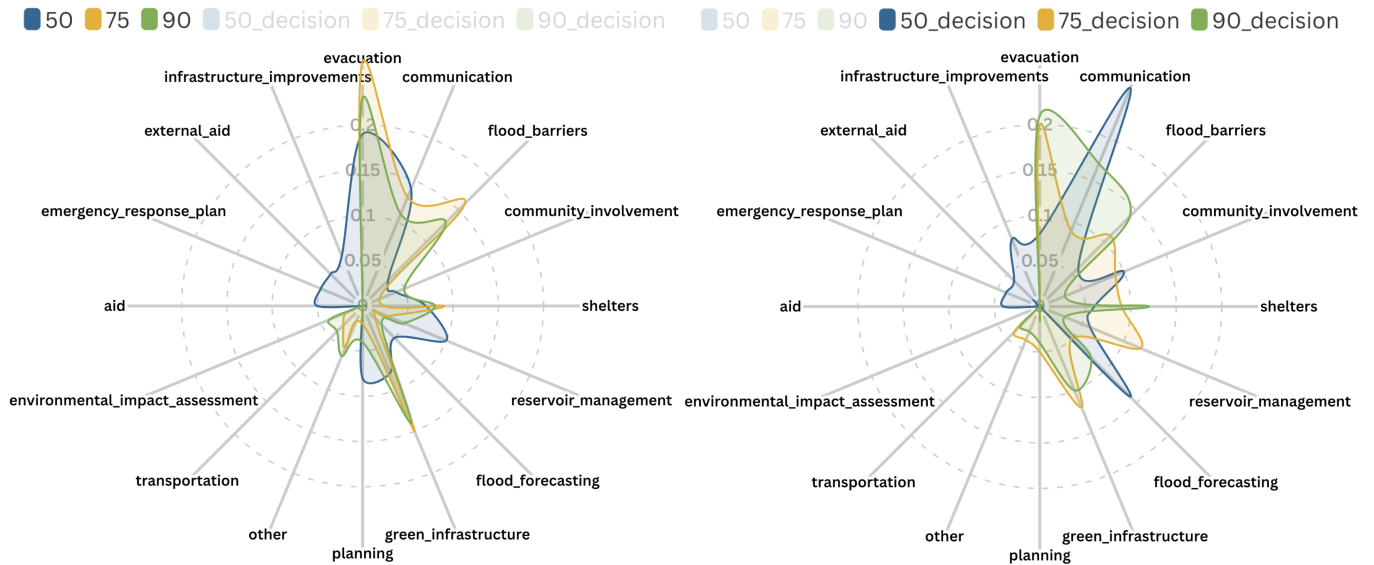 50 75 90 50_decision 75_decision 90_decision
evacuation
infrastructure_improvements communication
external_aid flood_barriers
0.2
0.15
emergency_response_plan 0.1 community_involvement
0.05
aid 0 shelters
environmental_impact_assessment reservoir_management
transportation flood_forecasting
other green_infrastructure
planning
50 75 90 50_decision 75_decision 90_decision
evacuation
infrastructure_improvements communication
external_aid flood_barriers
0.2
0.15
emergency_response_plan 0.1 community_involvement
0.05
aid 0 shelters
environmental_impact_assessment reservoir_management
transportation flood_forecasting
other green_infrastructure
planning